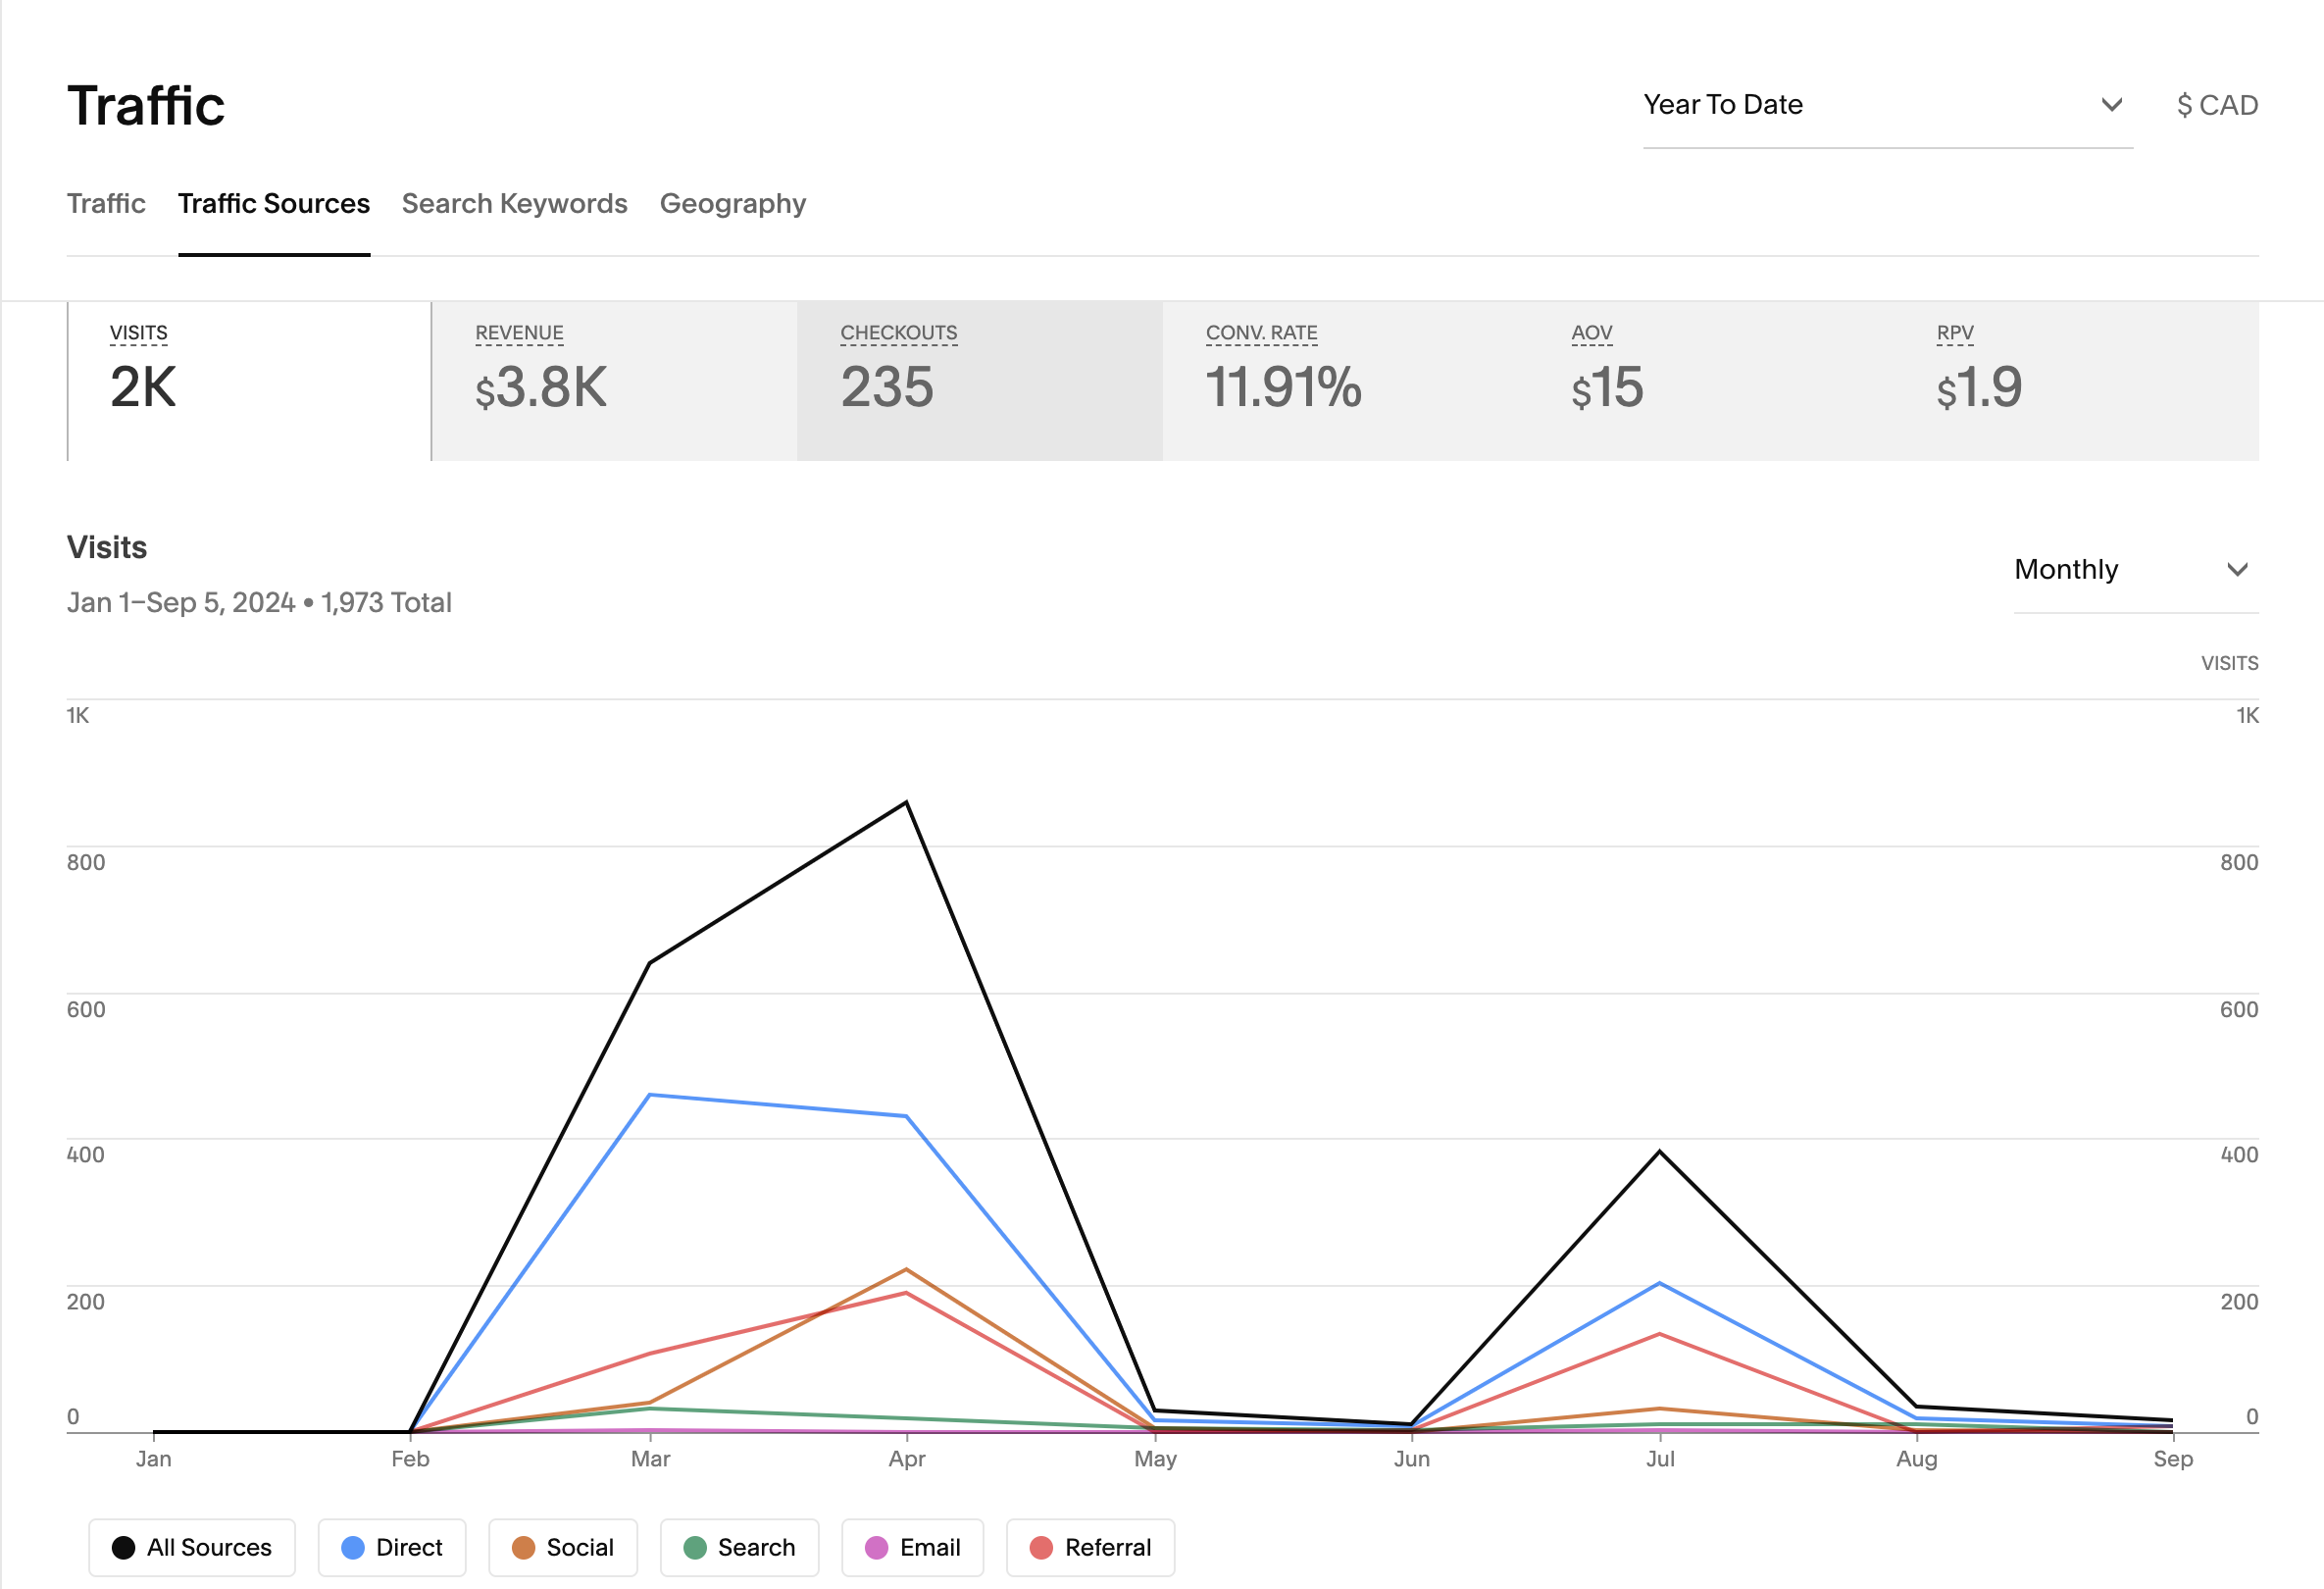 Traffic
Year To Date
$ CAD
Traffic Traffic Sources Search Keywords Geography
VISITS REVENUE CHECKOUTS CONV. RATE AOV RPV
2K $3.8K 235 11.91% $15 $1.9
Visits
Jan 1–Sep 5, 2024 • 1,973 Total
Monthly
VISITS
1K 1K
800 800
600 600
400 400
200 200
0 0
Jan Feb Mar Apr May Jun Jul Aug Sep
All Sources Direct Social Search Email Referral